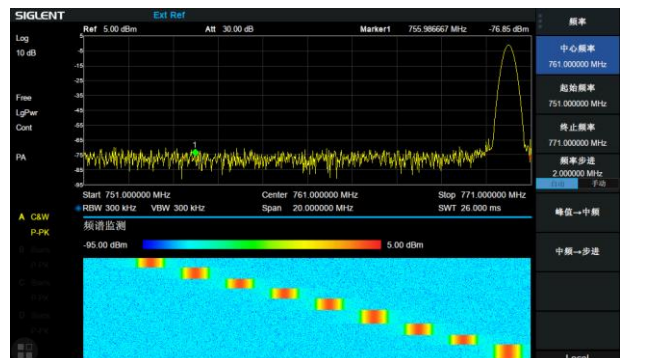 SIGLENT
Ext Ref
频率
Ref 5.00 dBm Att 30.00 dB Marker1 755.986667 MHz -76.85 dBm
Log
10 dB
Free
LgPwr
Cont
PA
5
-5
-15
-25
-35
-45
-55
-65
-85
-95
1
Start 751.000000 MHz Center 761.000000 MHz Stop 771.000000 MHz
RBW 300 kHz VBW 300 kHz Span 20.000000 MHz SWT 26.000 ms
A C&W
P-PK
频谱监测
-95.00 dBm 5.00 dBm
中心频率
761.000000 MHz
起始频率
751.000000 MHz
终止频率
771.000000 MHz
频率步进
2.000000 MHz
自动 手动
峰值→中频
中频→步进
Local